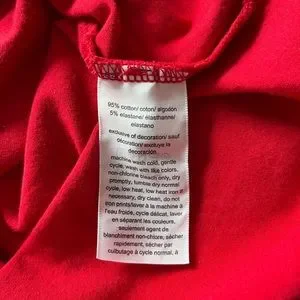 95% cotton/ coton/ algodón
5% elastane/ élasthanne/
elastano
exclusive of decoration/ sauf
décoration/ excluye la
decoración
machine wash cold, gentle
cycle, wash with like colors,
non-chlorine bleach only, dry
promptly, tumble dry normal
cycle, low heat, low heat iron if
necessary, dry clean, do not
iron prints/laver à la machine à
l'eau froide, cycle délicat, laver
en séparant les couleurs,
seulement agent de
blanchiment non-chlore, sécher
rapidement, sécher par
culbutage à cycle normal, à